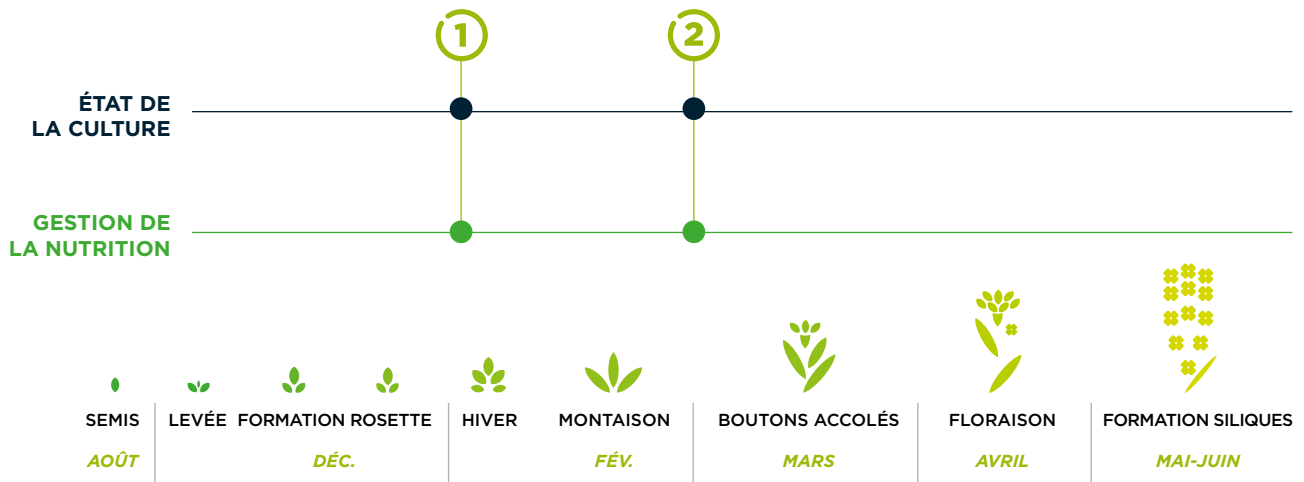 1
2
ÉTAT DE
LA CULTURE
GESTION DE
LA NUTRITION
SEMIS
LEVÉE
FORMATION ROSETTE
HIVER
MONTAISON
BOUTONS ACCOLÉS
FLORAISON
FORMATION SILIQUES
AOÛT
DÉC.
FÉV.
MARS
AVRIL
MAI-JUIN